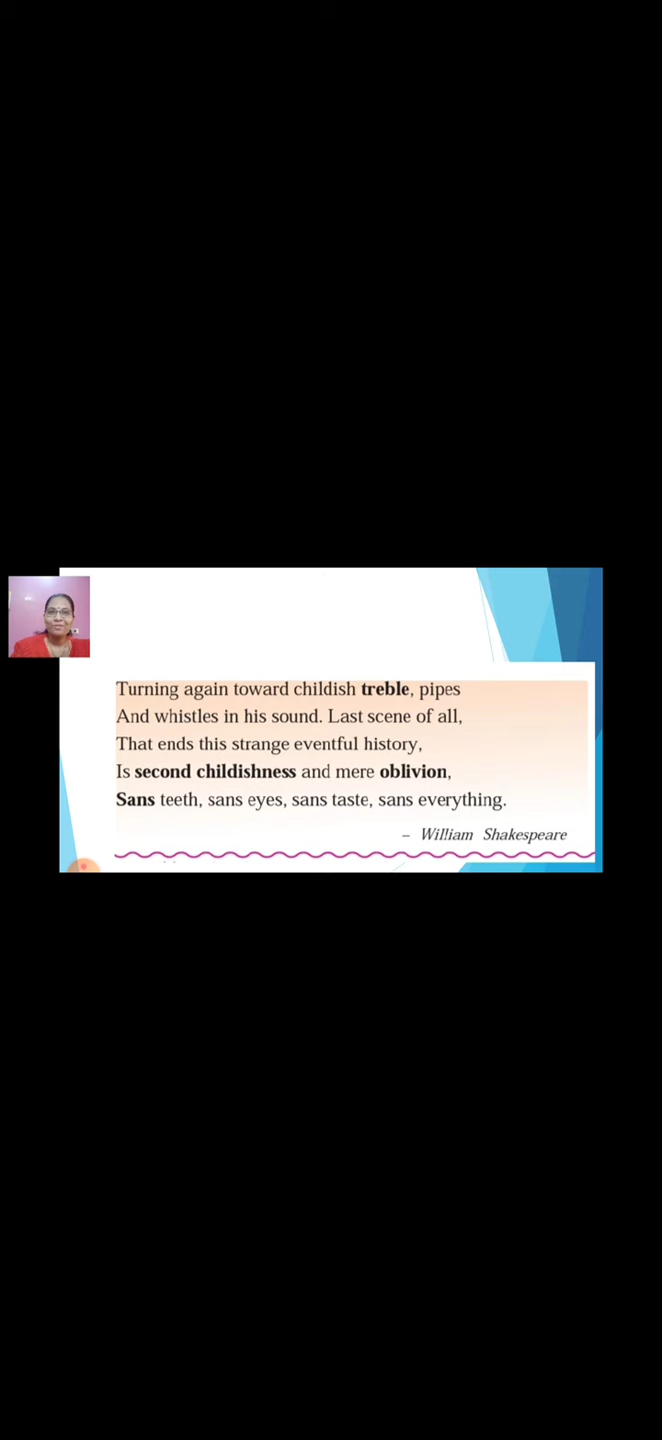 Turning again toward childish treble, pipes
And whistles in his sound. Last scene of all,
That ends this strange eventful history,
Is second childishness and mere oblivion,
Sans teeth, sans eyes, sans taste, sans everything.
– William Shakespeare